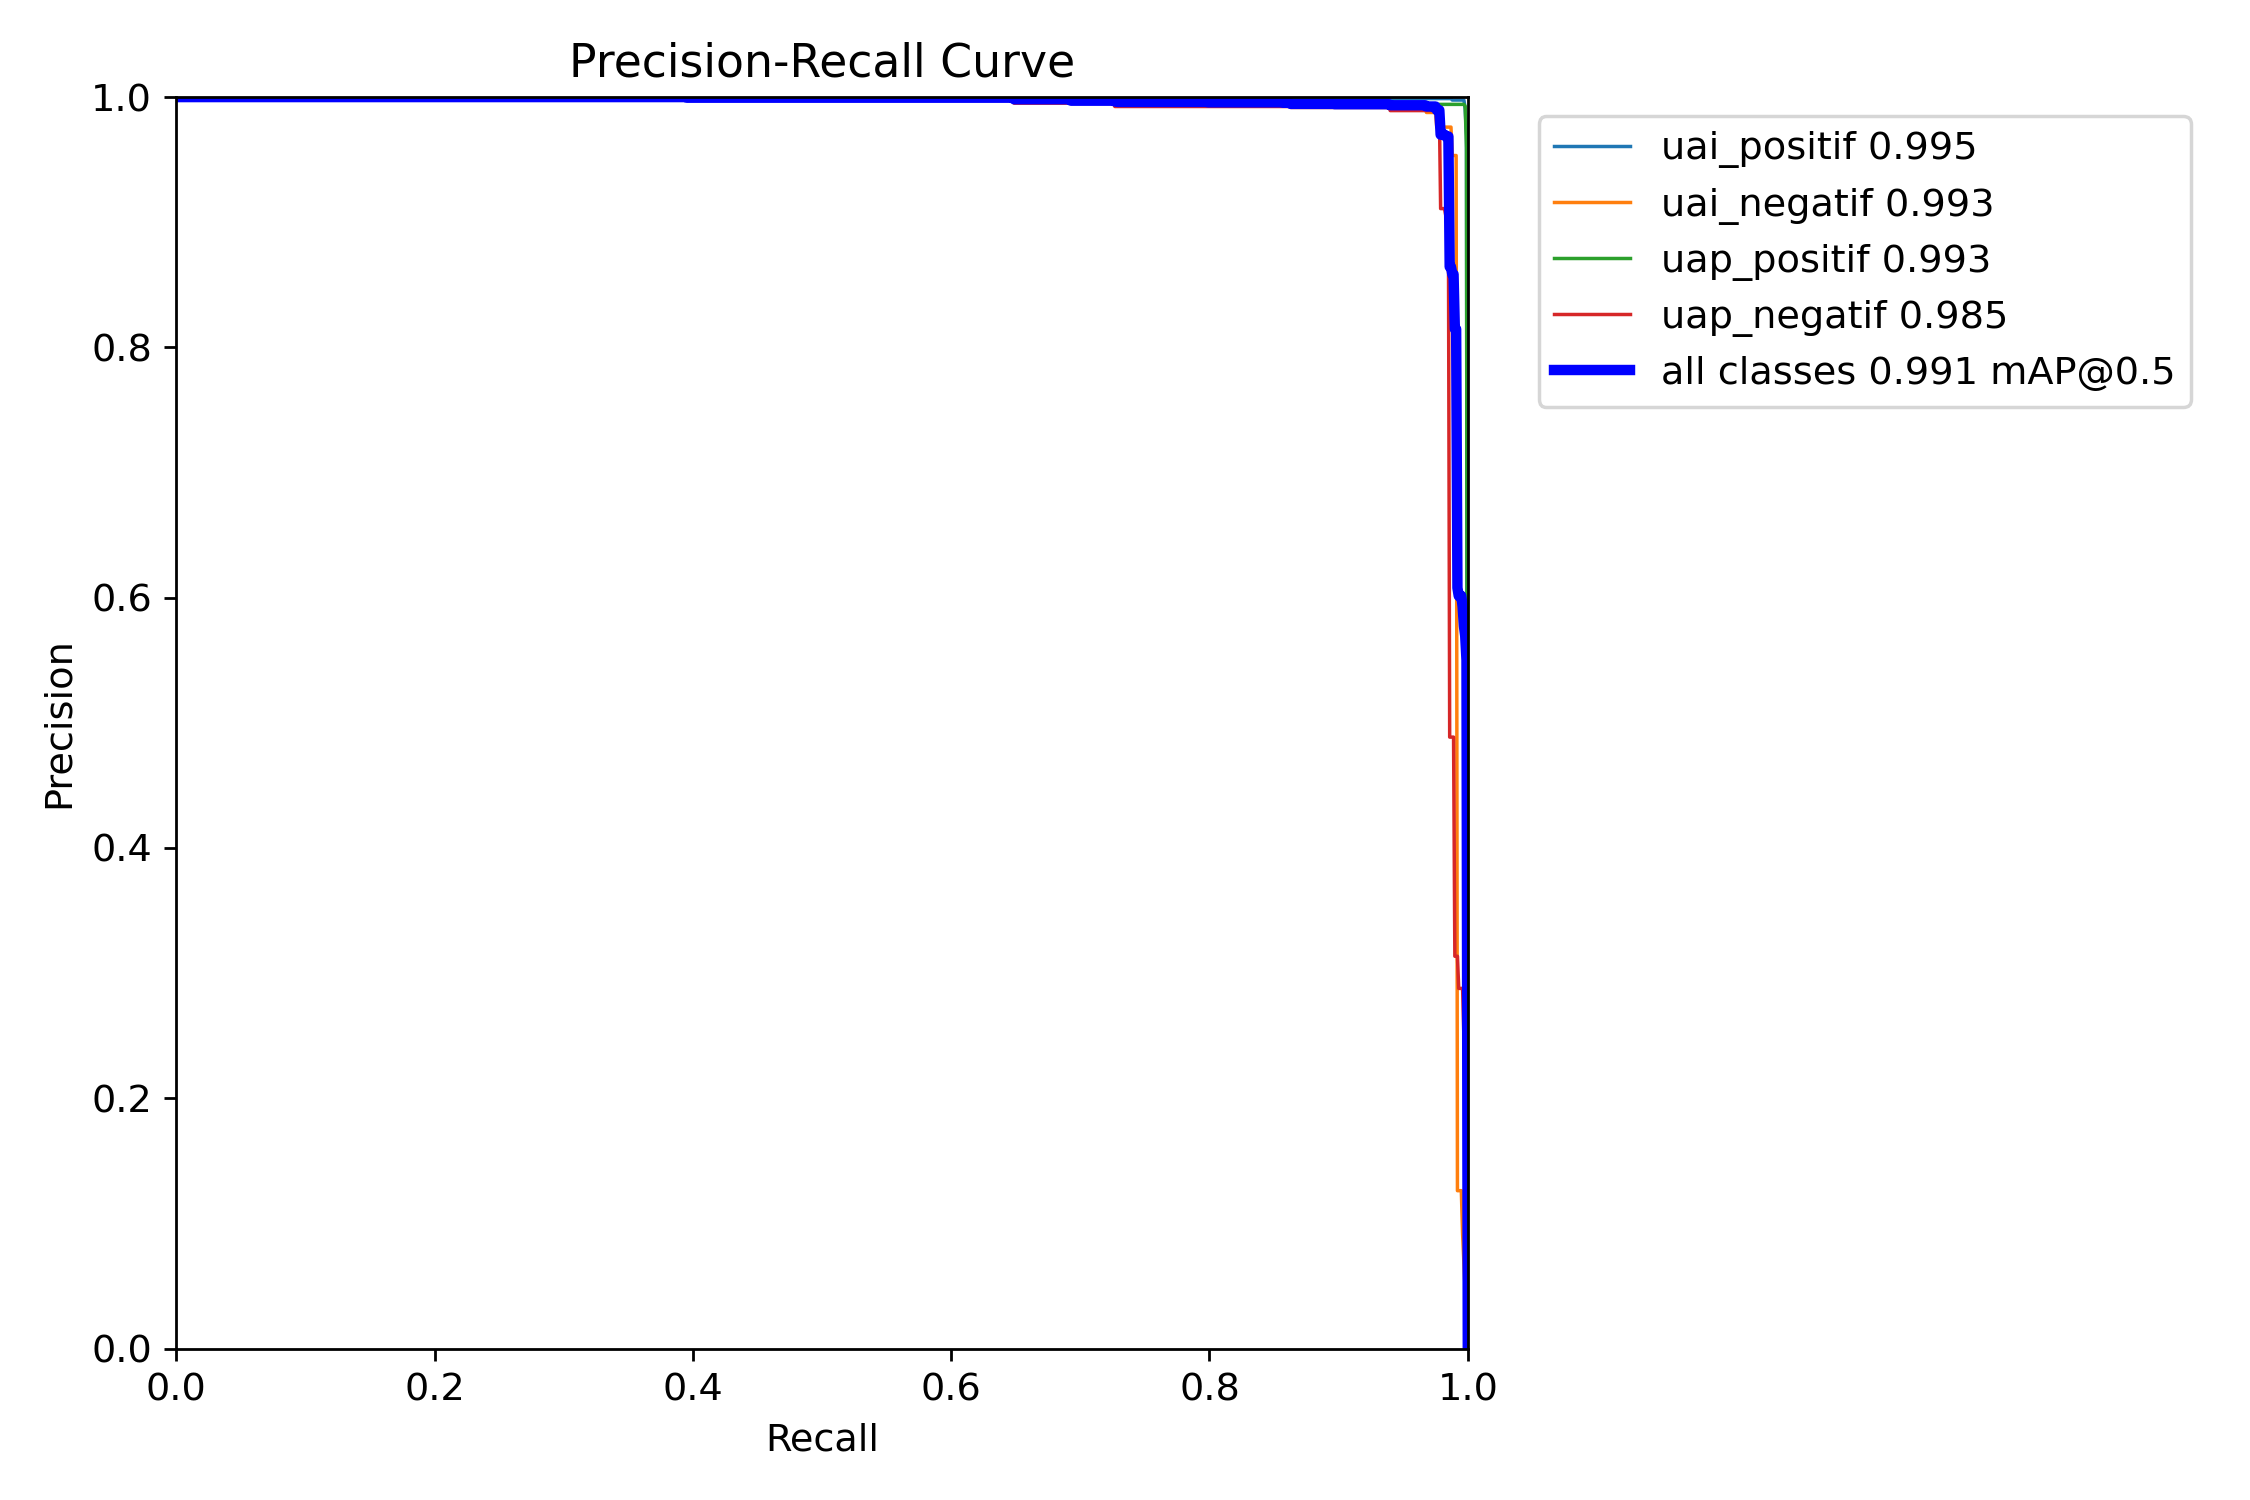 Precision-Recall Curve
1.0
0.8
0.6
0.4
0.2
0.0
Precision
0.0 0.2 0.4 0.6 0.8 1.0
Recall
uai_positif 0.995
uai_negatif 0.993
uap_positif 0.993
uap_negatif 0.985
all classes 0.991 mAP@0.5